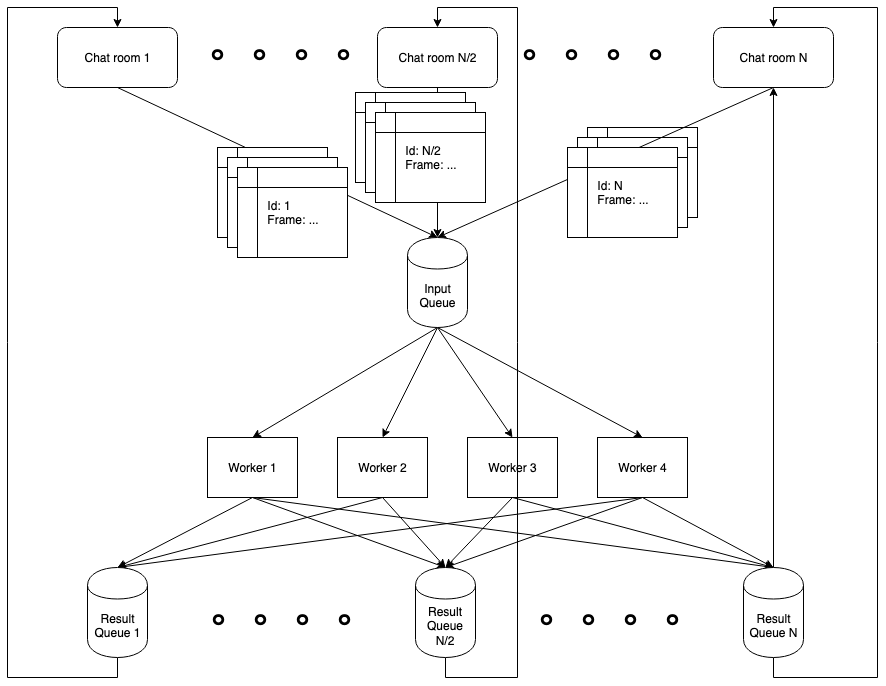 Chat room 1
Chat room N/2
Chat room N
Id: N/2
Frame: ...
Id: 1
Frame: ...
Id: N
Frame: ...
Input
Queue
Worker 1
Worker 2
Worker 3
Worker 4
Result
Queue 1
Result
Queue
N/2
Result
Queue N